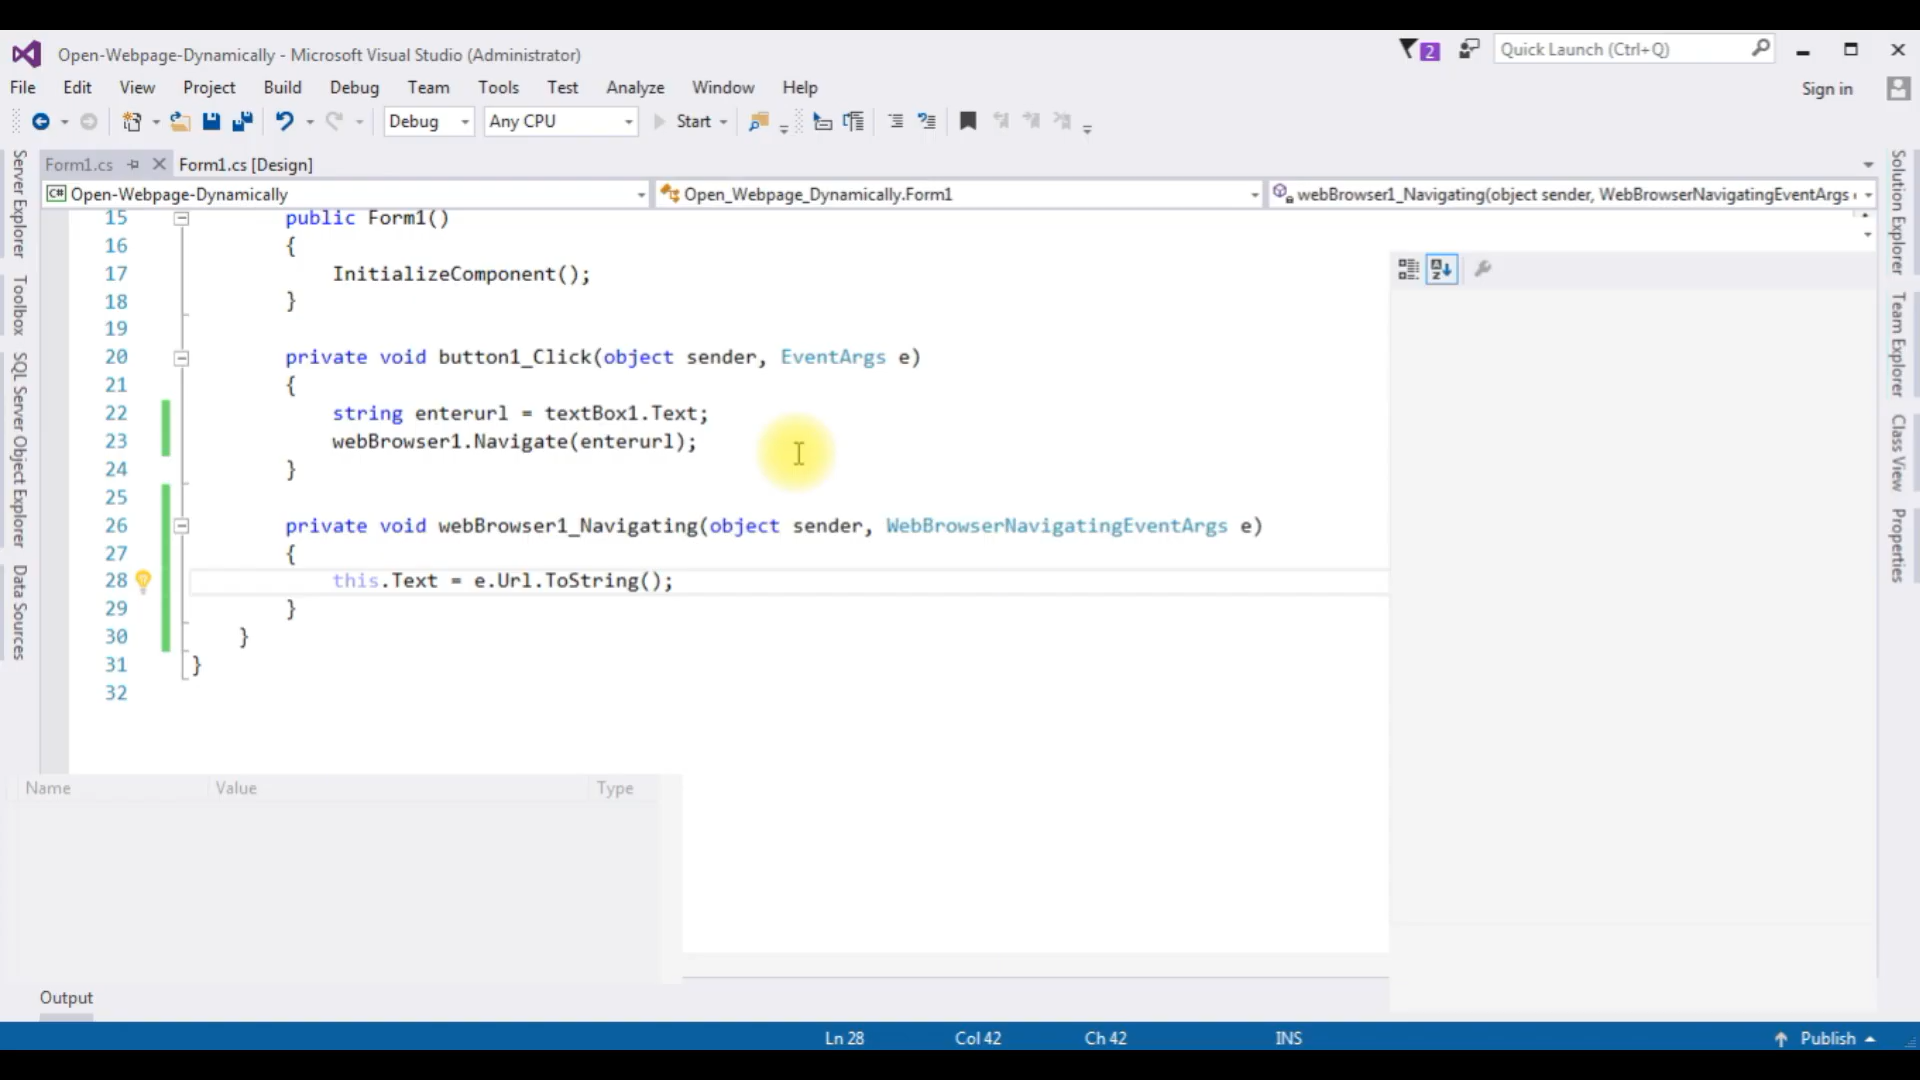 Open-Webpage-Dynamically - Microsoft Visual Studio (Administrator)
2
Quick Launch (Ctrl+Q)
File Edit View Project Build Debug Team Tools Test Analyze Window Help
Sign in
Debug Any CPU Start
Form1.cs Form1.cs [Design]
C# Open-Webpage-Dynamically Open_Webpage_Dynamically.Form1 webBrowser1_Navigating(object sender, WebBrowserNavigatingEventArgs
Server Explorer
Toolbox
SQL Server Object Explorer
Data Sources
15 public Form1()
16 {
17 InitializeComponent();
18 }
19
20 private void button1_Click(object sender, EventArgs e)
21 {
22 string enterurl = textBox1.Text;
23 webBrowser1.Navigate(enterurl);
24 }
25
26 private void webBrowser1_Navigating(object sender, WebBrowserNavigatingEventArgs e)
27 {
28 this.Text = e.Url.ToString();
29 }
30 }
31 }
32
Solution Explorer
Team Explorer
Class View
Properties
Name Value Type
Output
Ln 28 Col 42 Ch 42 INS Publish